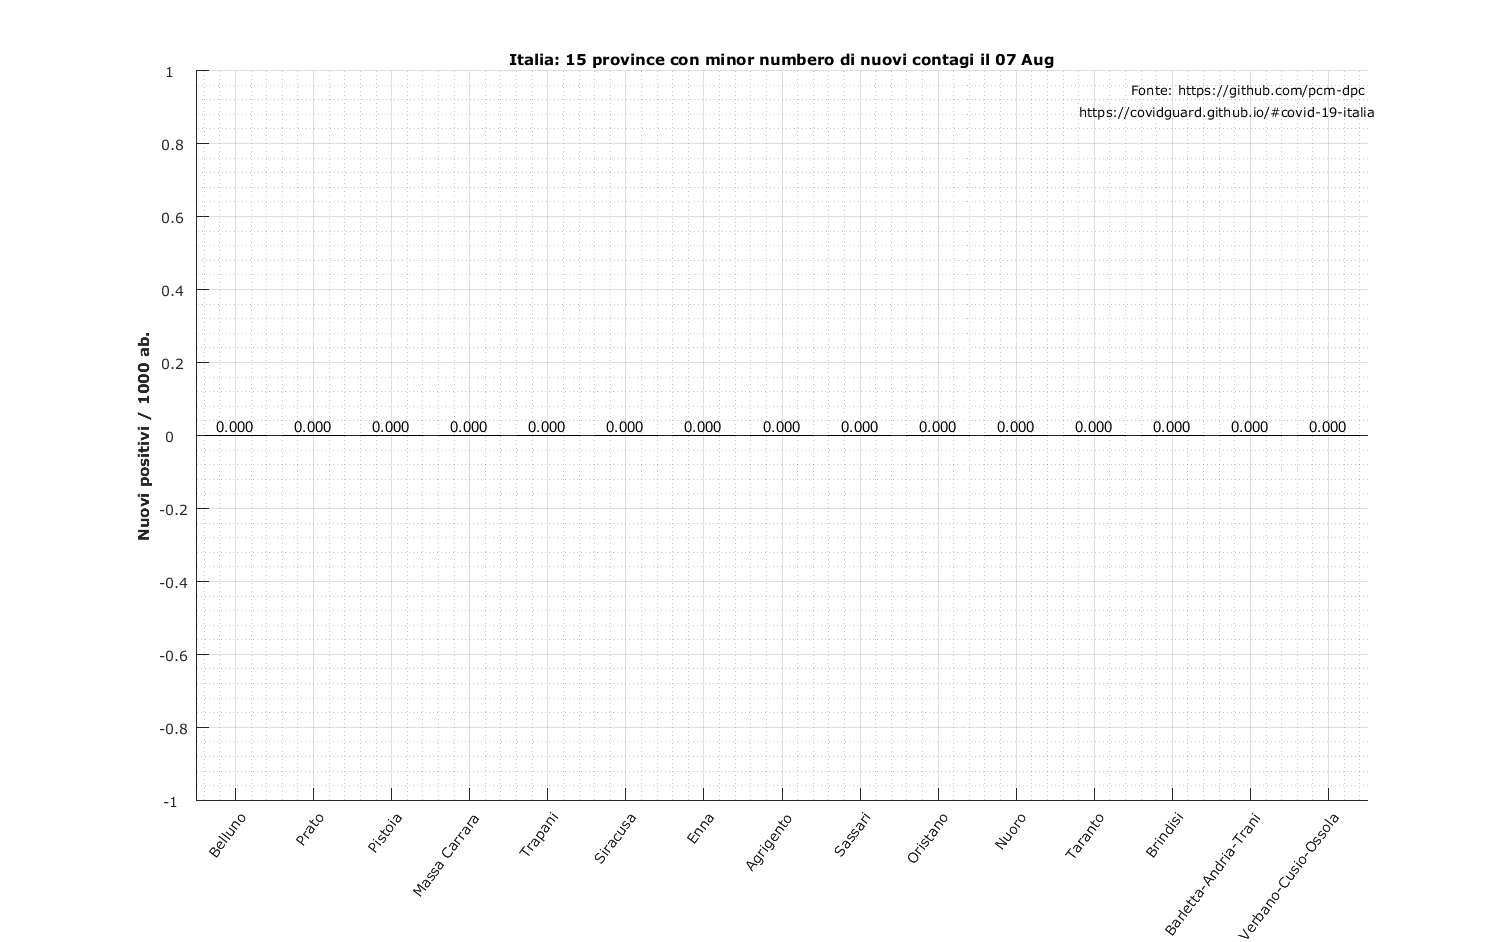 Italia: 15 province con minor numbero di nuovi contagi il 07 Aug
Fonte: https://github.com/pcm-dpc
https://covidguard.github.io/#covid-19-italia
Nuovi positivi / 1000 ab.
1
0.8
0.6
0.4
0.2
0
-0.2
-0.4
-0.6
-0.8
-1
0.000 0.000 0.000 0.000 0.000 0.000 0.000 0.000 0.000 0.000 0.000 0.000 0.000 0.000 0.000
Belluno
Prato
Pistoia
Massa Carrara
Trapani
Siracusa
Enna
Agrigento
Sassari
Oristano
Nuoro
Taranto
Brindisi
Barletta-Andria-Trani
Verbano-Cusio-Ossola